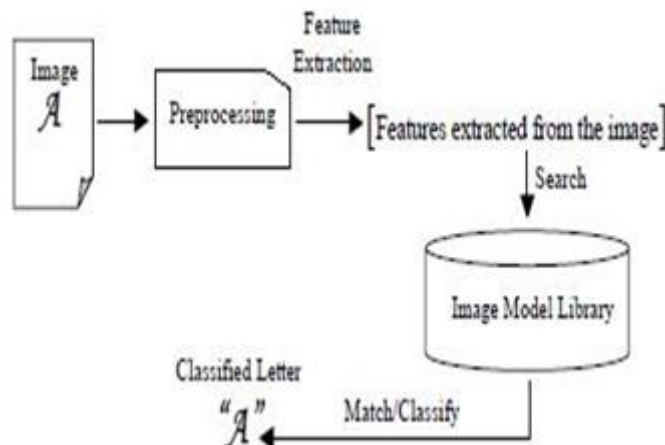 Feature
Extraction
Image
𝒜
Preprocessing
[Features extracted from the image]
Search
Image Model Library
Classified Letter
“𝒜”
Match/Classify